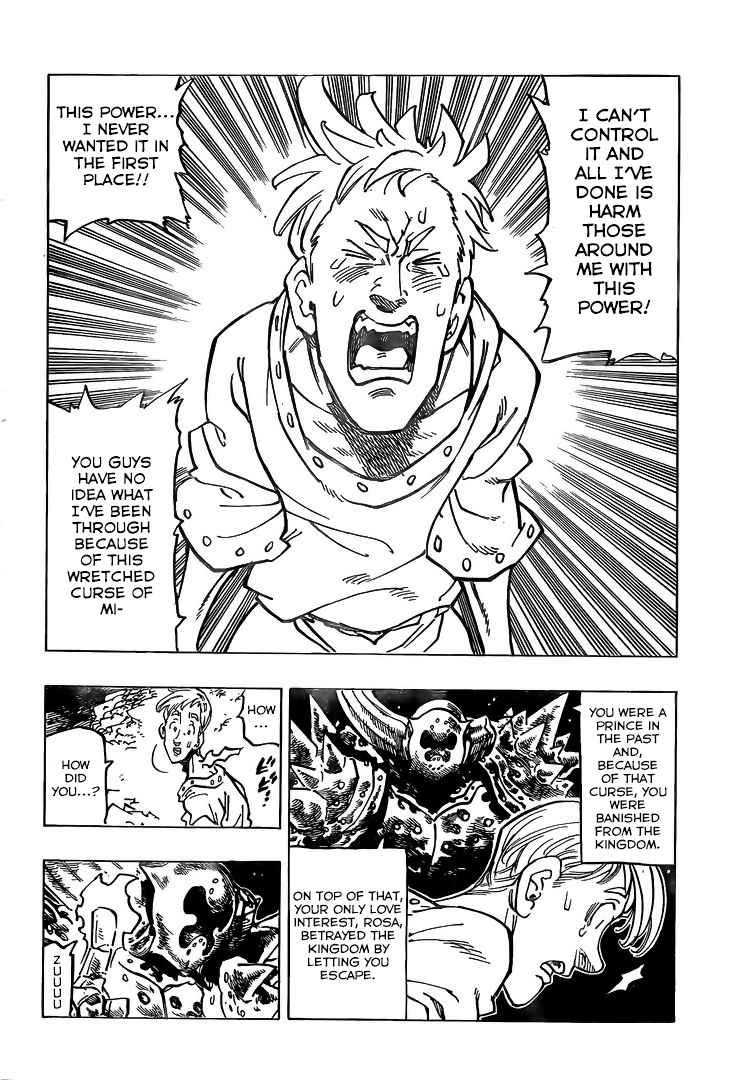 I CAN'T
CONTROL
IT AND
ALL I'VE
DONE IS
HARM
THOSE
AROUND
ME WITH
THIS
POWER!
THIS POWER...
I NEVER
WANTED IT IN
THE FIRST
PLACE!!
YOU GUYS
HAVE NO
IDEA WHAT
I'VE BEEN
THROUGH
BECAUSE
OF THIS
WRETCHED
CURSE OF
MI-
YOU WERE A
PRINCE IN
THE PAST
AND,
BECAUSE
OF THAT
CURSE, YOU
WERE
BANISHED
FROM THE
KINGDOM.
ON TOP OF THAT,
YOUR ONLY LOVE
INTEREST, ROSA,
BETRAYED THE
KINGDOM BY
LETTING YOU
ESCAPE.
HOW
...
HOW
DID
YOU...?
ZUUUU